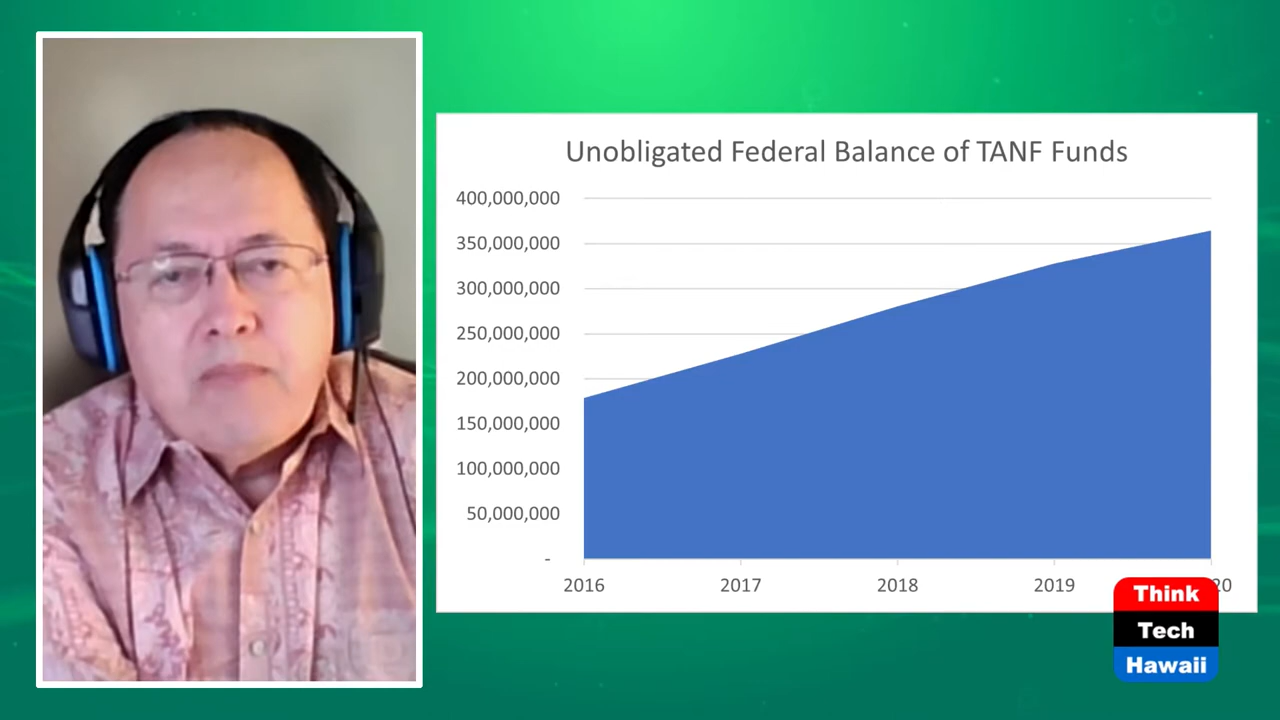 Unobligated Federal Balance of TANF Funds
400,000,000
350,000,000
300,000,000
250,000,000
200,000,000
150,000,000
100,000,000
50,000,000
-
2016 2017 2018 2019 20
Think
Tech
Hawaii